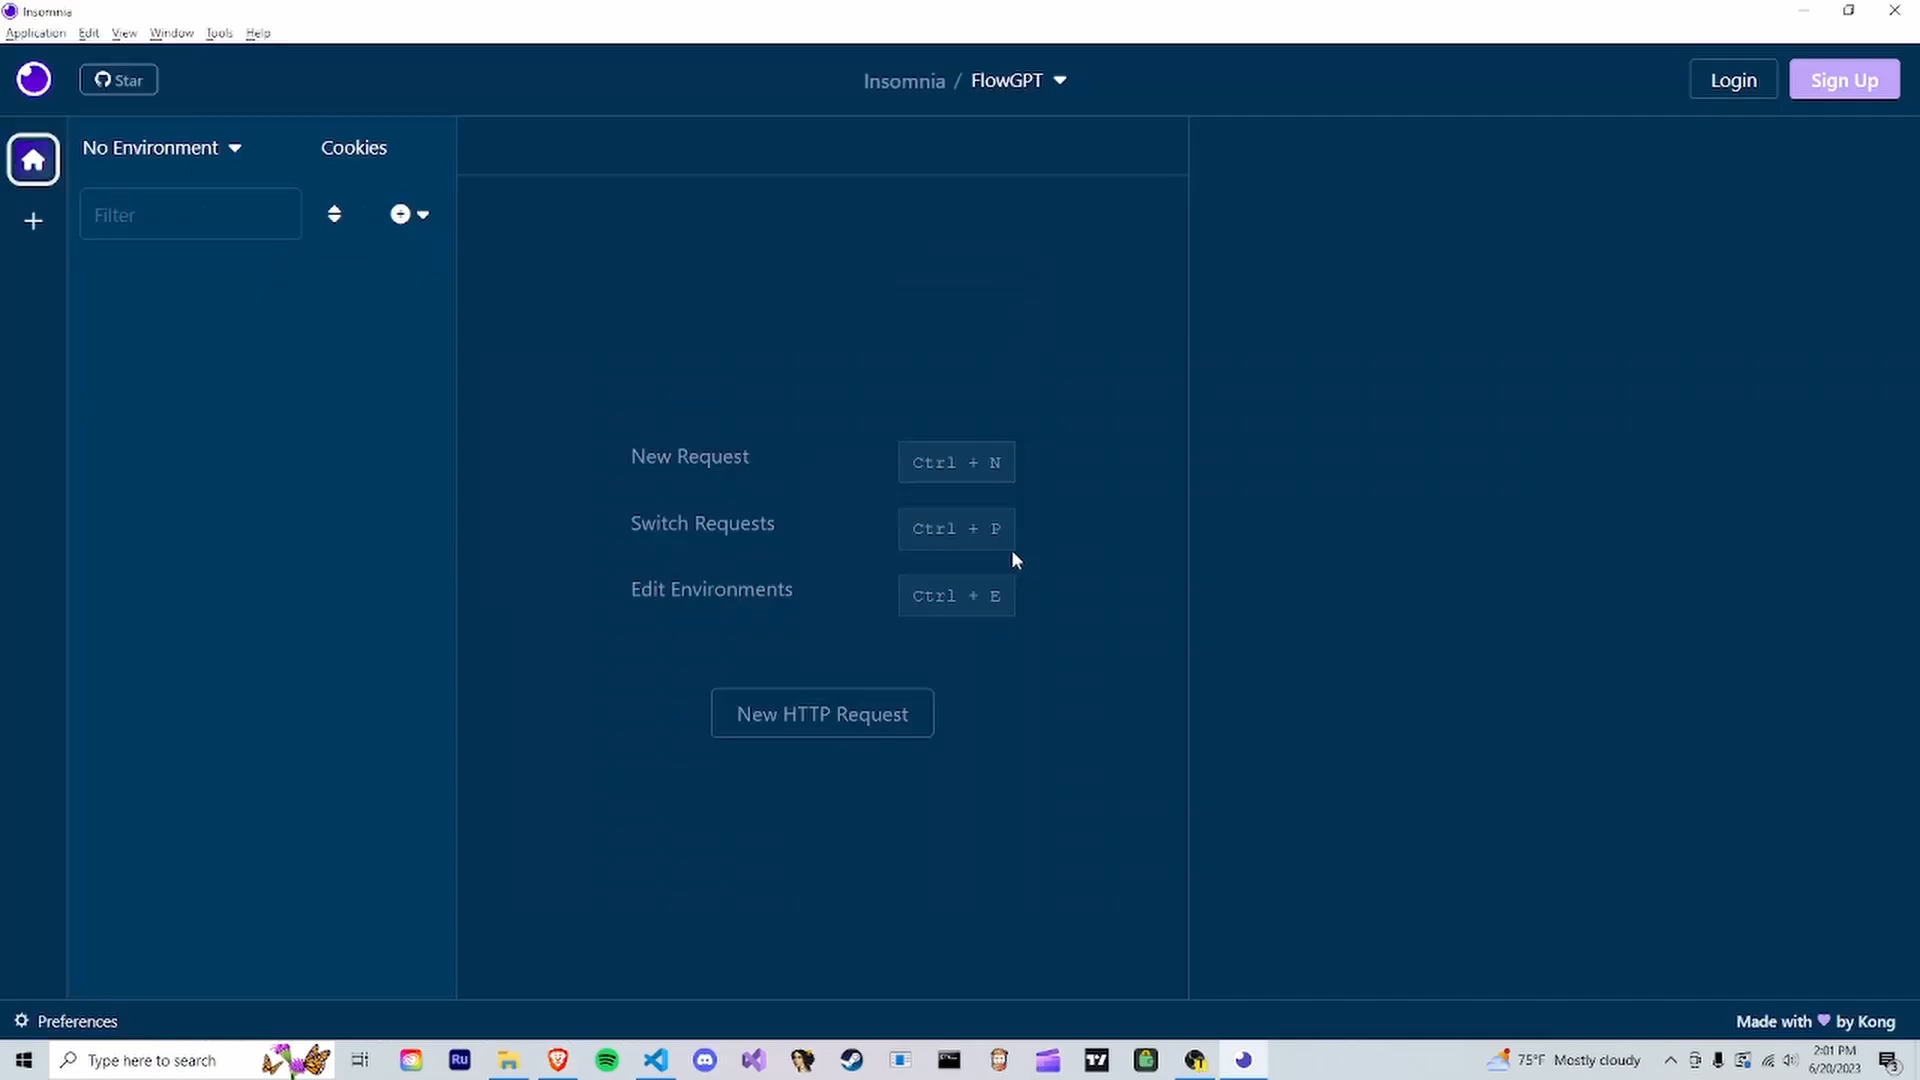 Insomnia
Application Edit View Window Tools Help
Star
Insomnia / FlowGPT
Login
Sign Up
No Environment
Cookies
Filter
New Request
Ctrl + N
Switch Requests
Ctrl + P
Edit Environments
Ctrl + E
New HTTP Request
Preferences
Made with by Kong
Type here to search
Ru
75°F Mostly cloudy
2:01 PM
6/20/2023
3